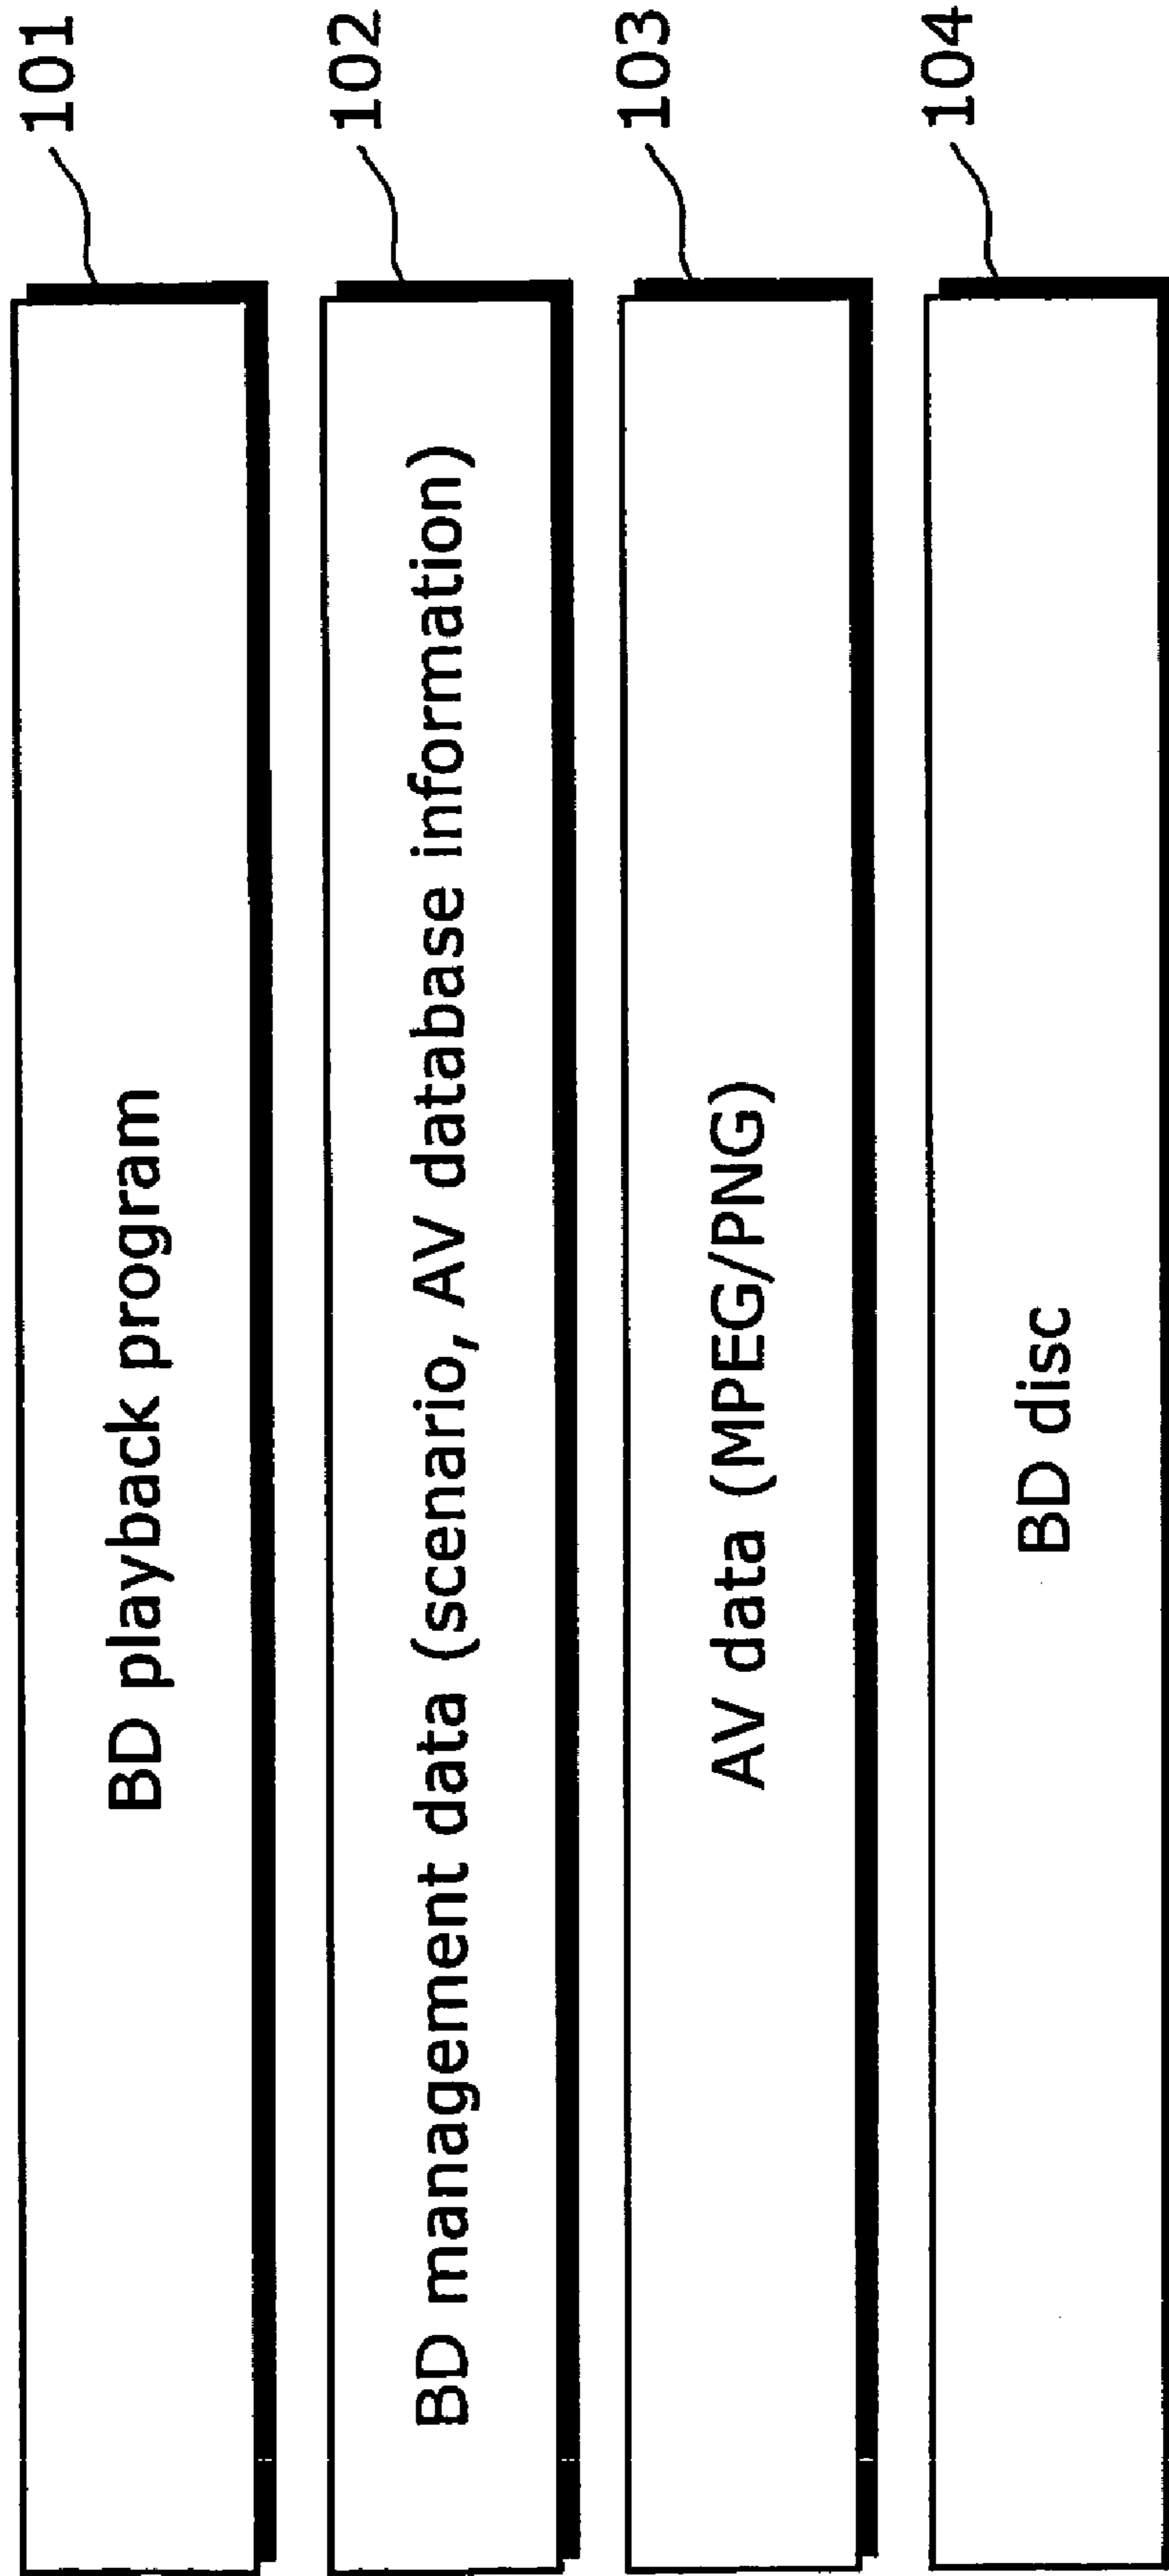 BD playback program
101
BD management data (scenario, AV database information)
102
AV data (MPEG/PNG)
103
BD disc
104